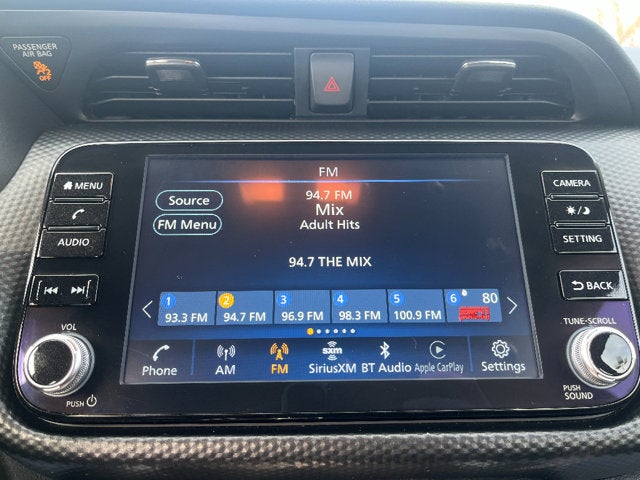 PASSENGER
AIR BAG
2
OFF
FM
MENU
Source
94.7 FM
Mix
Adult Hits
FM Menu
AUDIO
94.7 THE MIX
CAMERA
SETTING
BACK
1 2 3 4 5 6 80
93.3 FM 94.7 FM 96.9 FM 98.3 FM 100.9 FM
VOL
TUNE·SCROLL
Phone AM FM sxm SiriusXM BT Audio Apple CarPlay Settings
PUSH
PUSH
SOUND